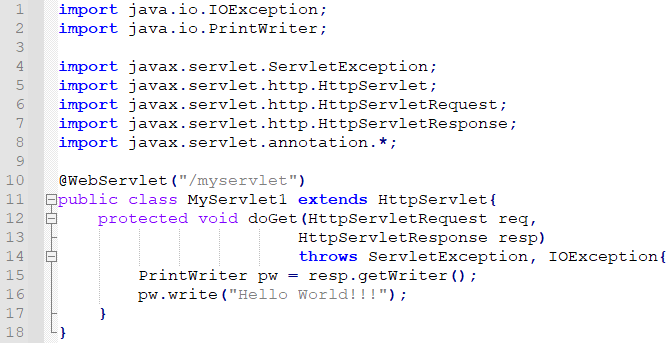 1 import java.io.IOException;
2 import java.io.PrintWriter;
3
4 import javax.servlet.ServletException;
5 import javax.servlet.http.HttpServlet;
6 import javax.servlet.http.HttpServletRequest;
7 import javax.servlet.http.HttpServletResponse;
8 import javax.servlet.annotation.*;
9
10 @WebServlet("/myservlet")
11 public class MyServlet1 extends HttpServlet{
12     protected void doGet(HttpServletRequest req,
13                         HttpServletResponse resp)
14                         throws ServletException, IOException{
15         PrintWriter pw = resp.getWriter();
16         pw.write("Hello World!!!");
17     }
18 }